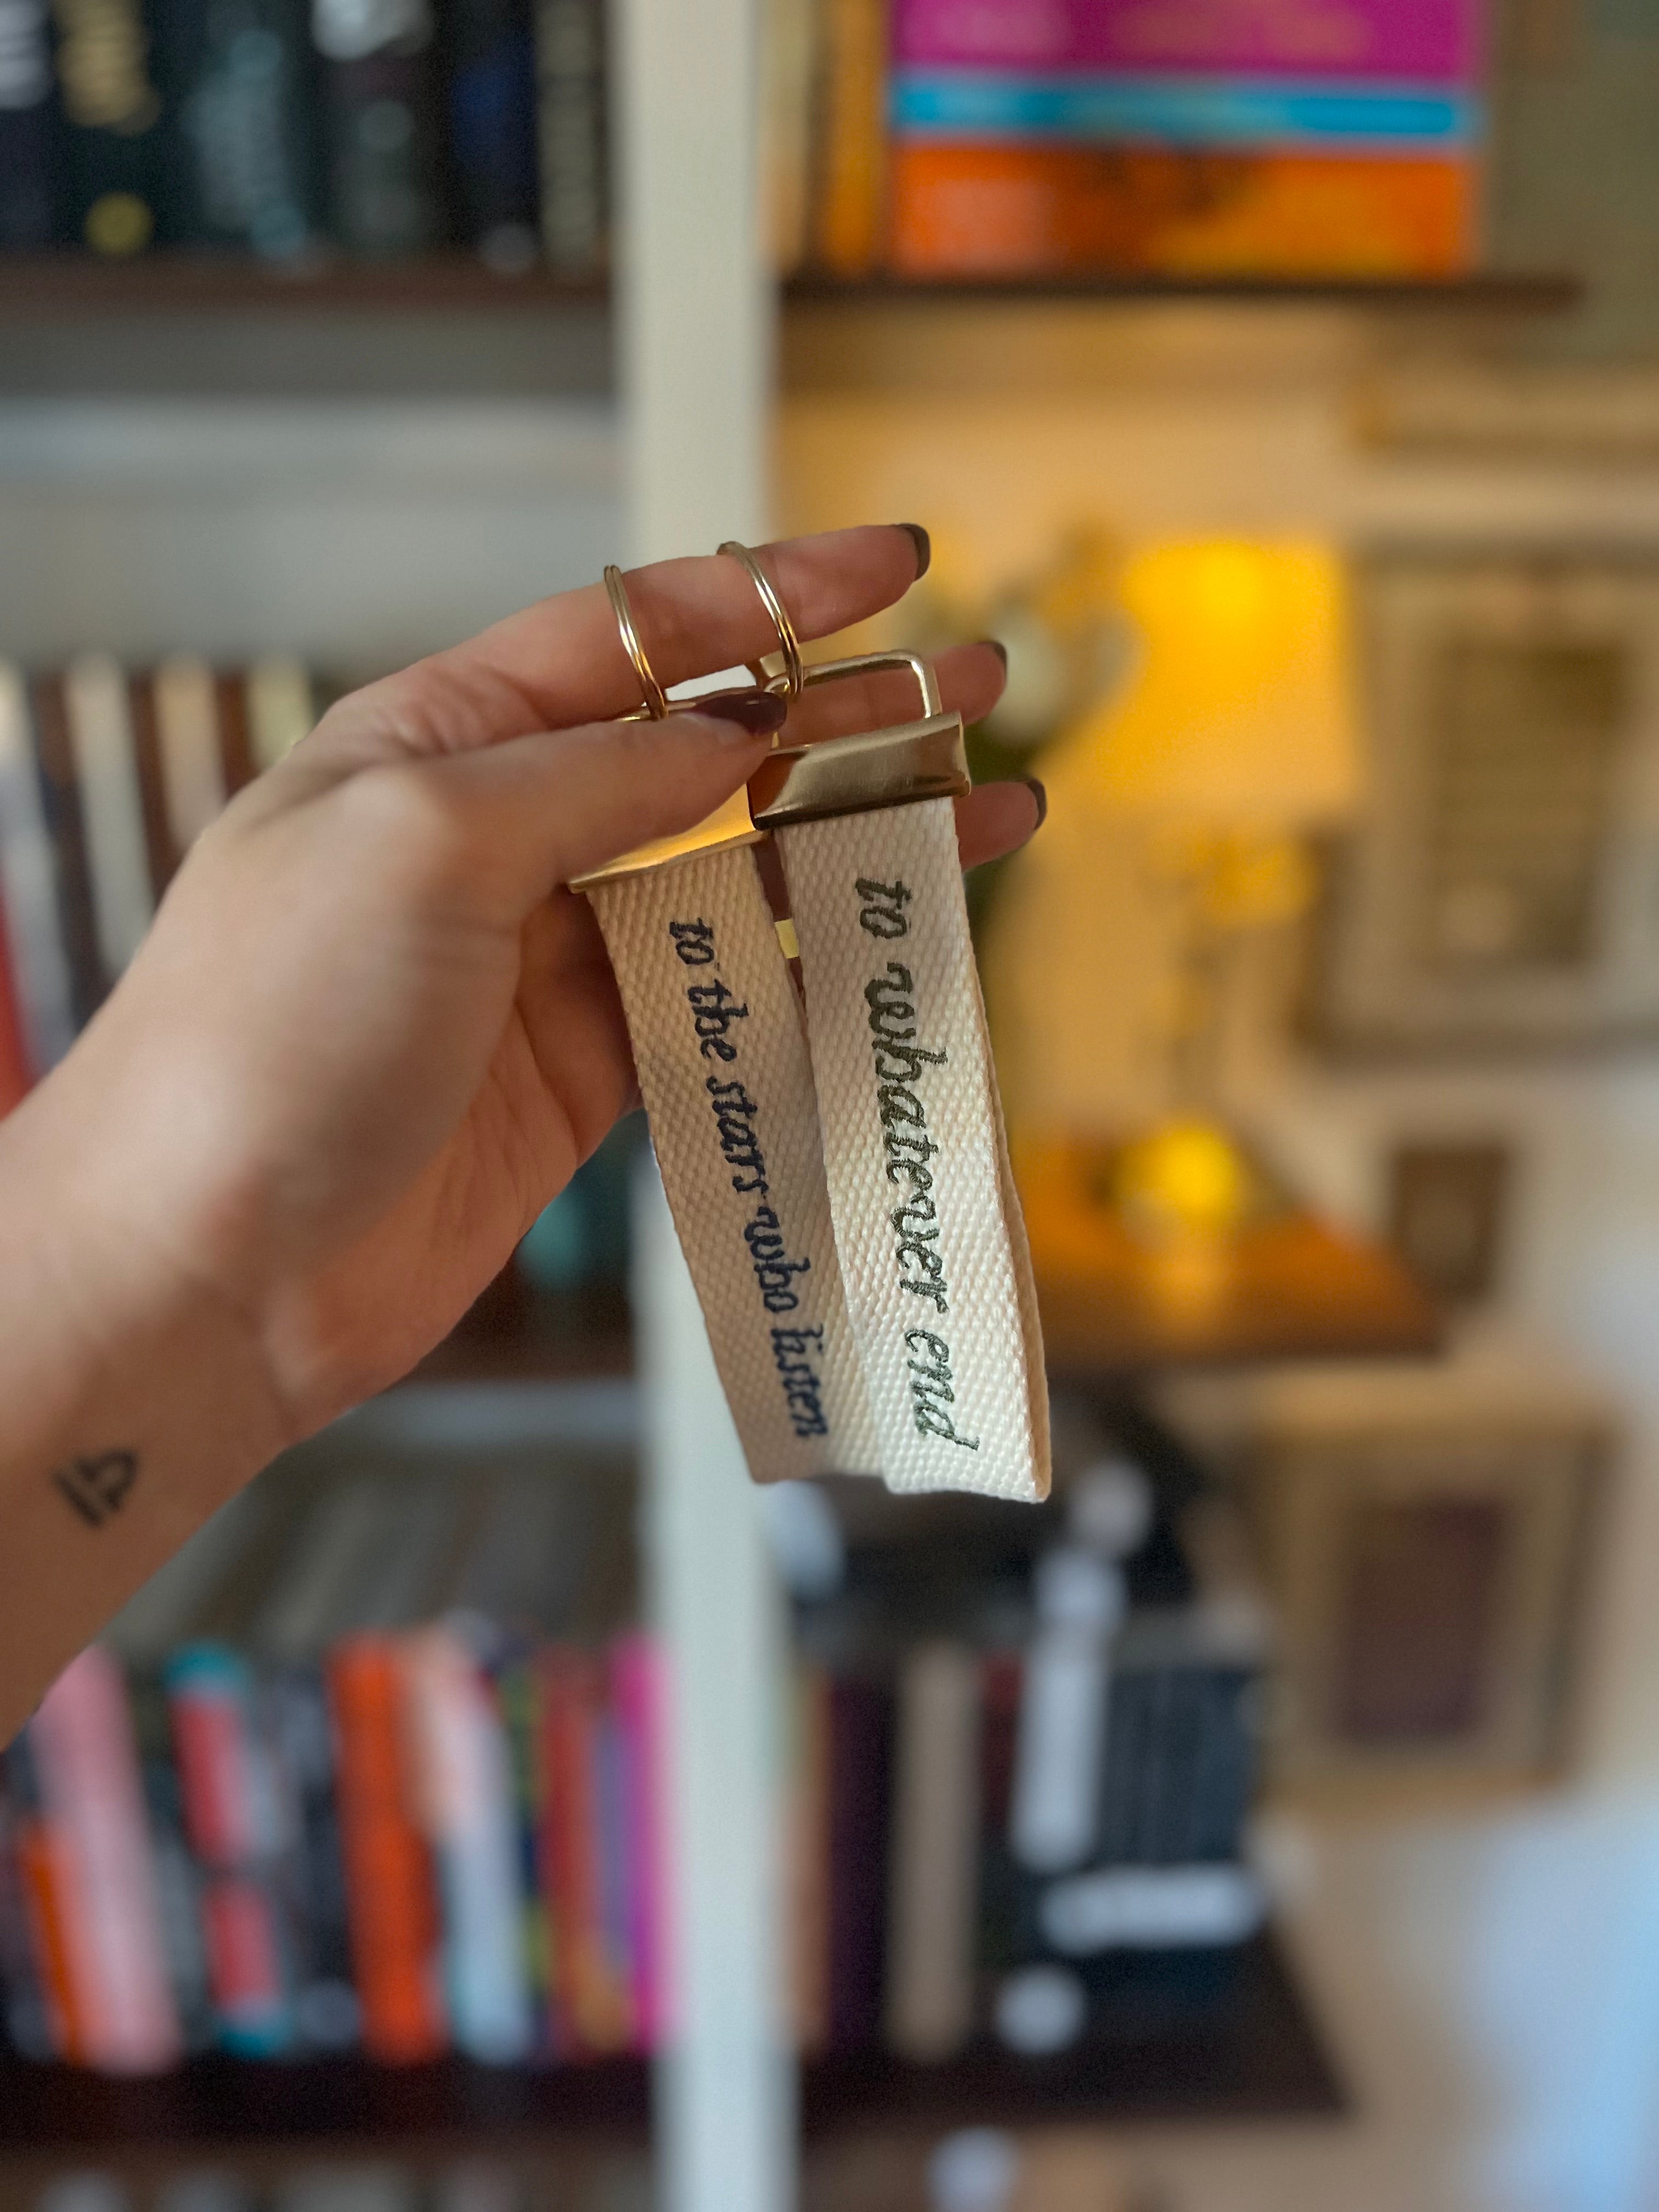 to the stars who listen
to whatever end